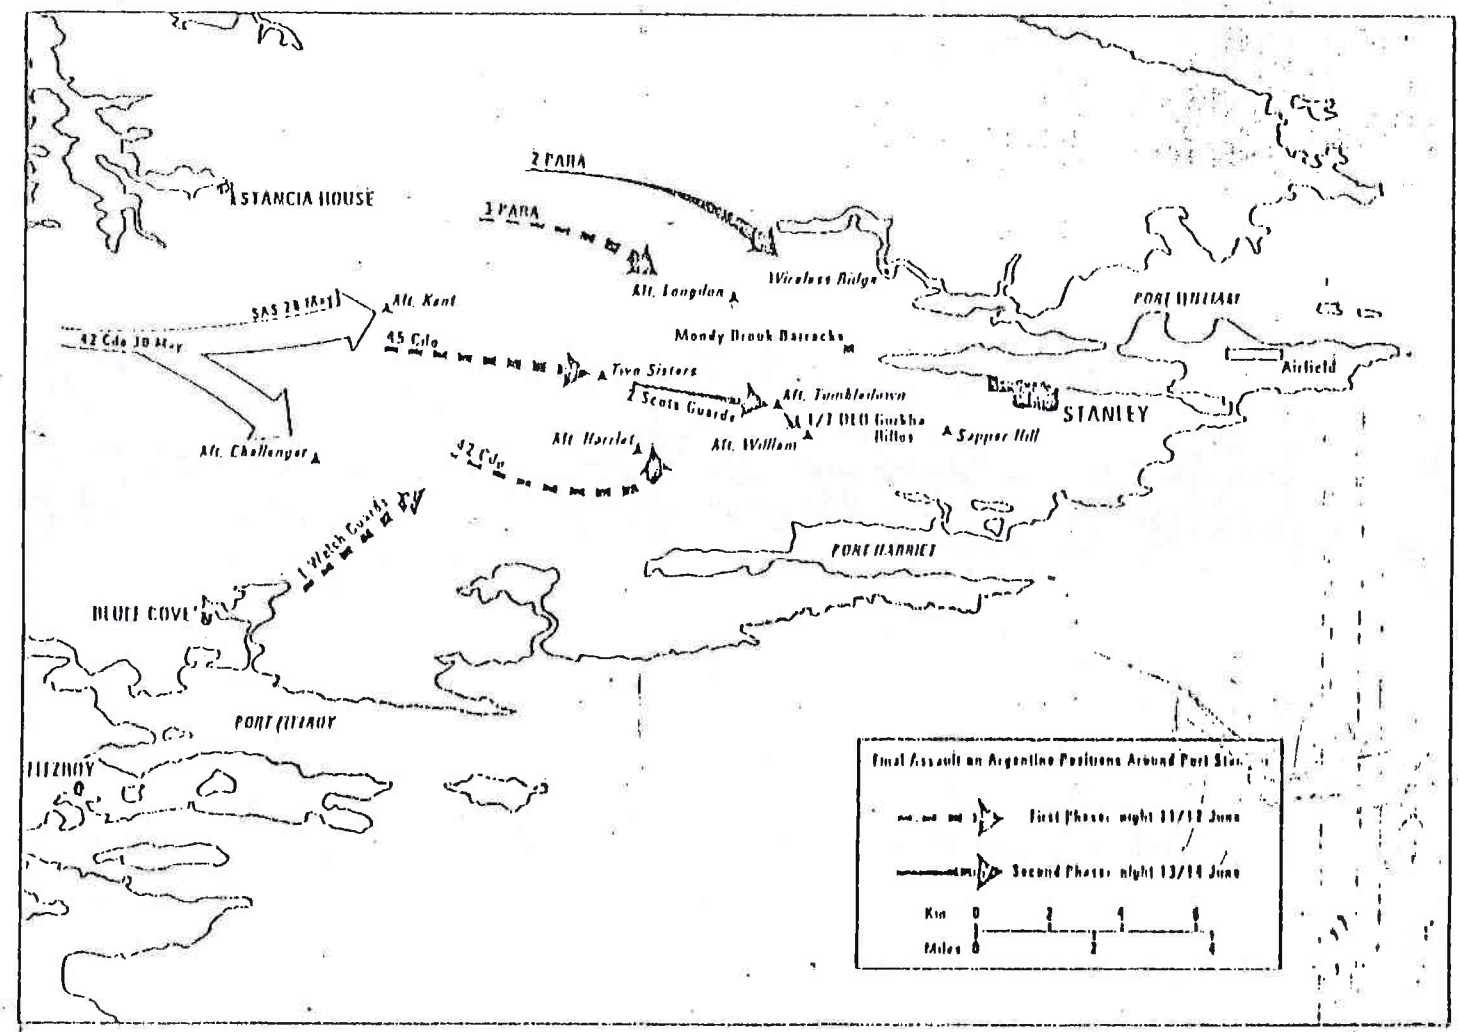 2 PARA
STANCIA HOUSE
3 PARA
Wireless Ridge
Mt. Longdon
SAS 28 May
Mt. Kent
PORT WILLIAM
42 Cdo 30 May
45 Cdo
Moody Brook Barracks
Airfield
Two Sisters
2 Scots Guards
Mt. Tumbledown
STANLEY
1/7 DEO Gurkha
Rifles
Mt. Harriet
Mt. William
Sapper Hill
Mt. Challenger
42 Cdo
1 Welch Guards
PORT HARRIET
BLUFF COVE
PORT FITZROY
FITZROY
Final Assault on Argentine Positions Around Port
First Phase: night 11/12 June
Second Phase: night 13/14 June
Km 0 2 4 6
Miles 0 2 4